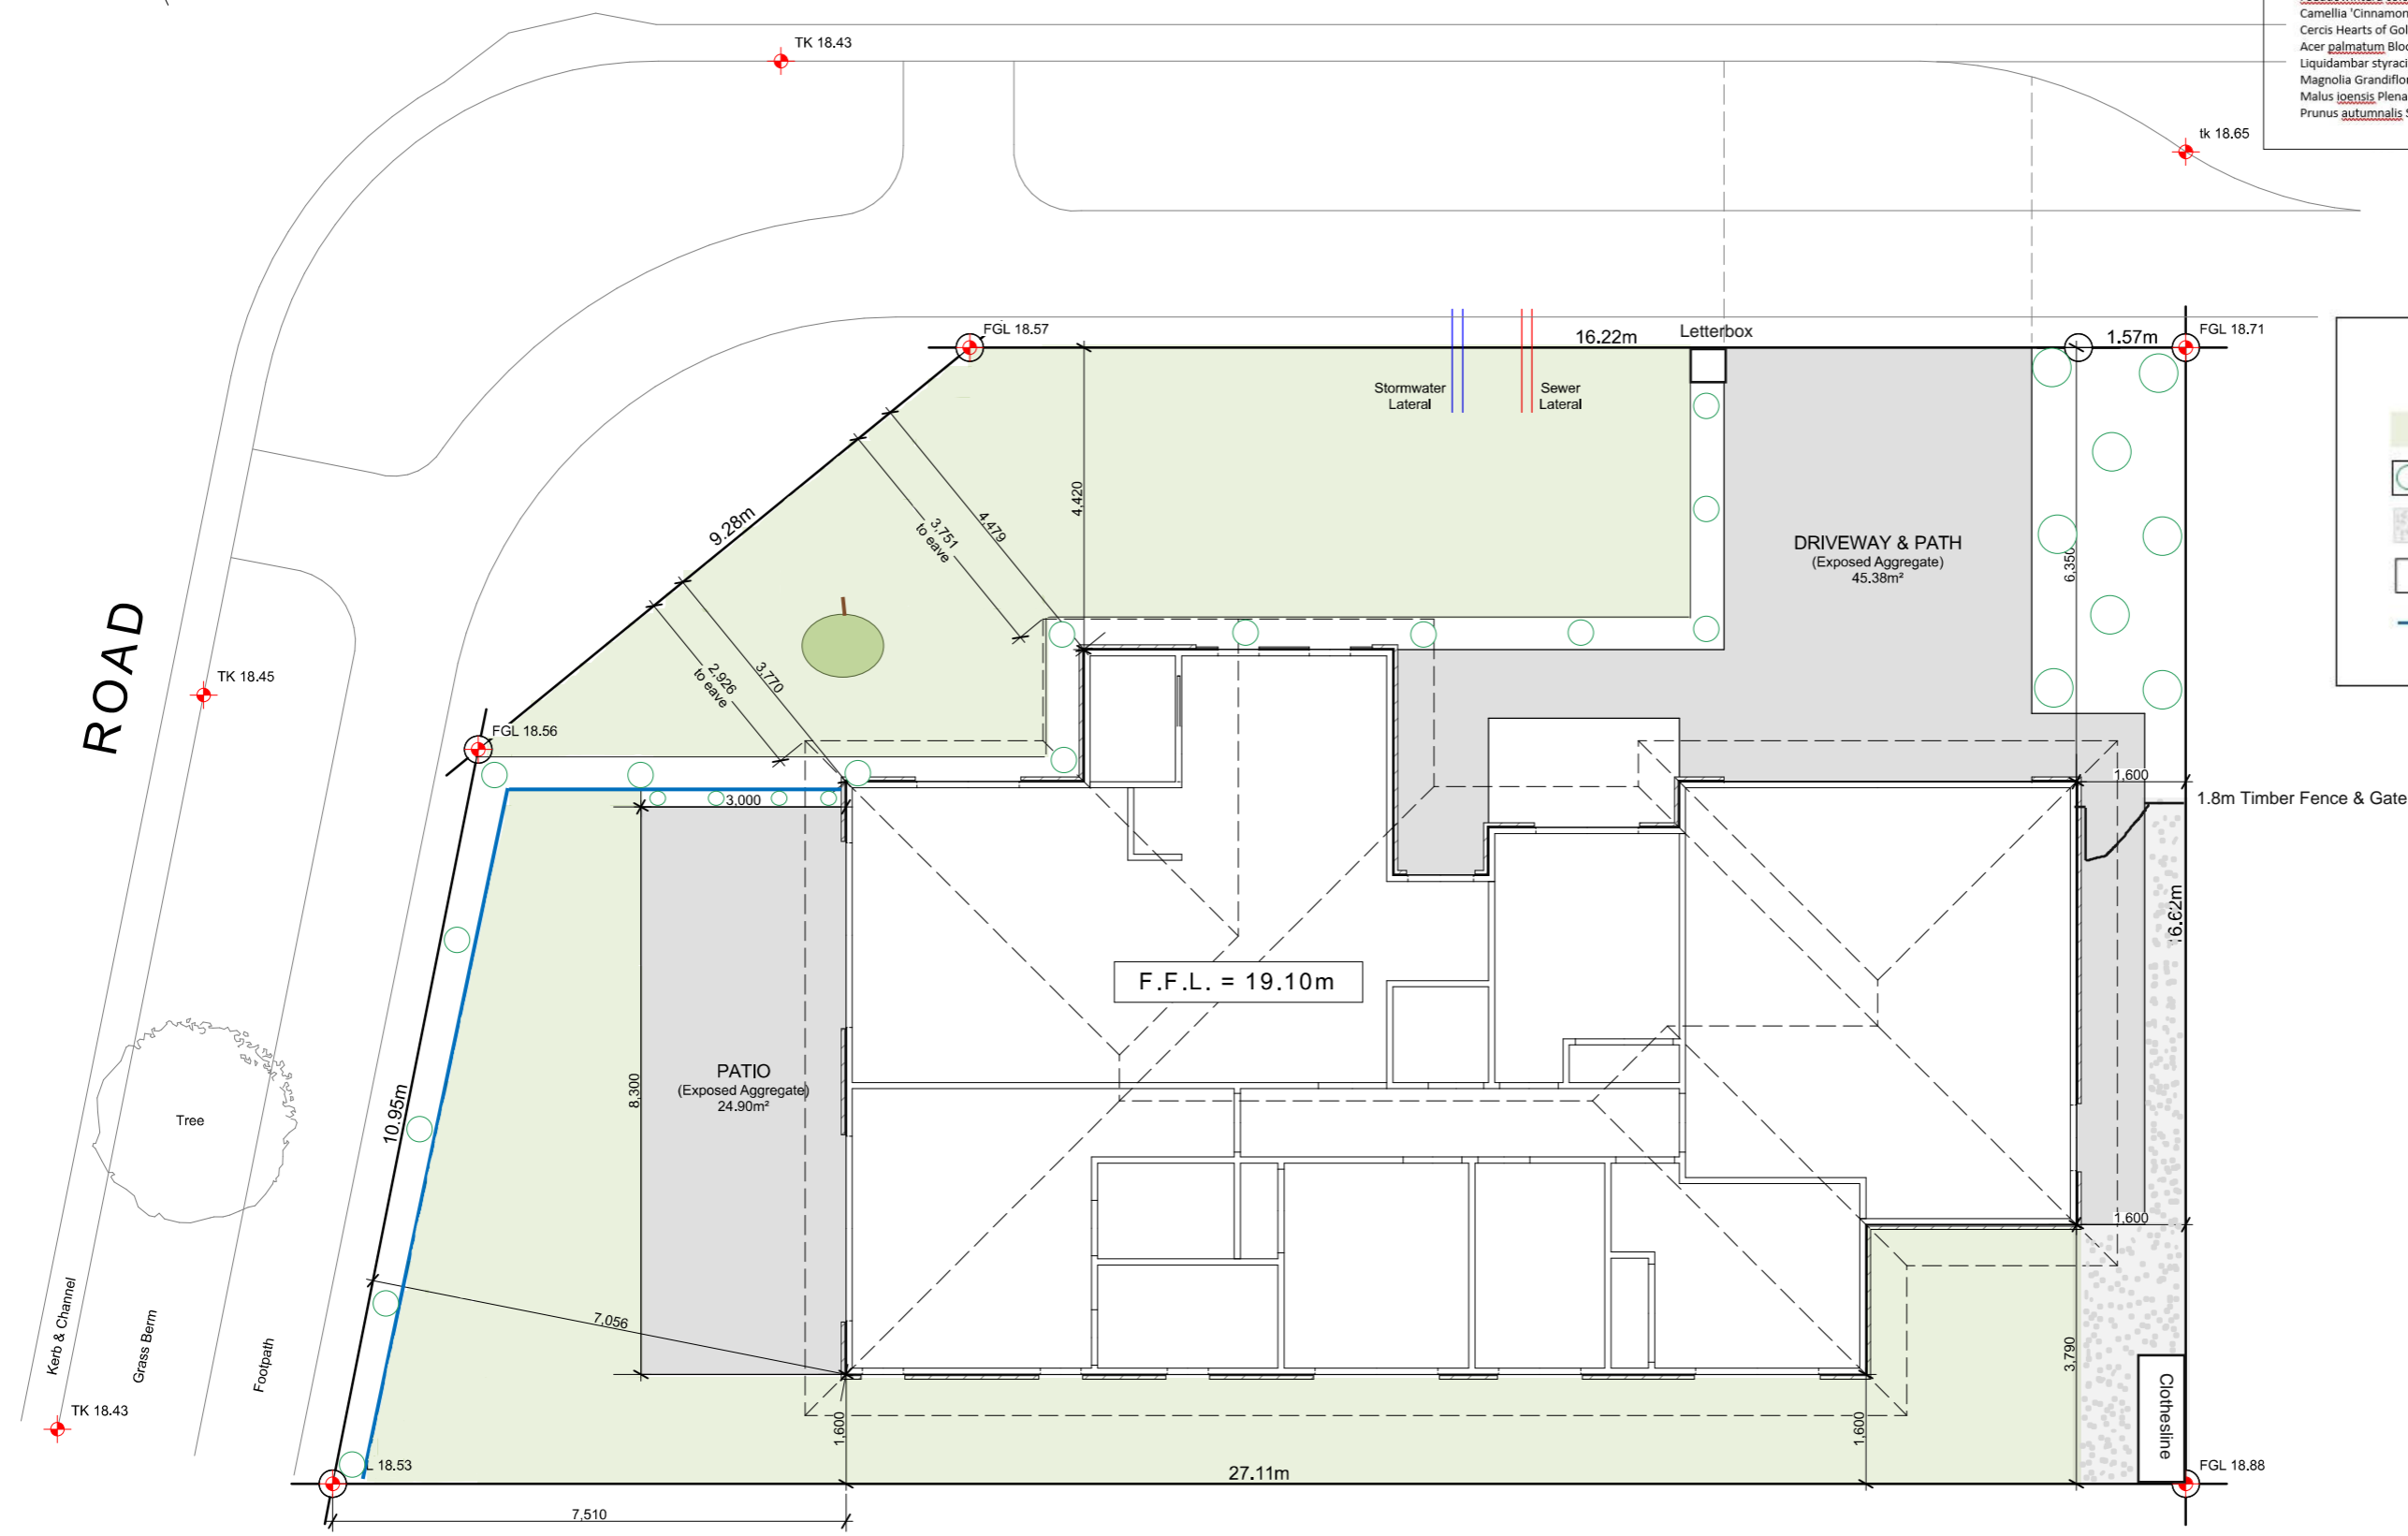 Camellia 'Cinnamon
Cercis Hearts of Gol
Acer palmatum Bloo
Liquidambar styraci
Magnolia Grandiflor
Malus ioensis Plena
Prunus autumnalis S
TK 18.43
tk 18.65
FGL 18.57
16.22m
Letterbox
1.57m
FGL 18.71
Stormwater
Lateral
Sewer
Lateral
4,420
4,479
3,751
to eave
9.28m
DRIVEWAY & PATH
(Exposed Aggregate)
45.38m²
6,350
ROAD
TK 18.45
3,770
2,926
to eave
FGL 18.56
3,000
1,600
1.8m Timber Fence & Gate
16.62m
F.F.L. = 19.10m
PATIO
(Exposed Aggregate)
24.90m²
8,300
10.95m
Tree
1,600
7,056
Kerb & Channel
Grass Berm
Footpath
3,790
Clothesline
TK 18.43
1,600
1,600
L 18.53
27.11m
FGL 18.88
7,510